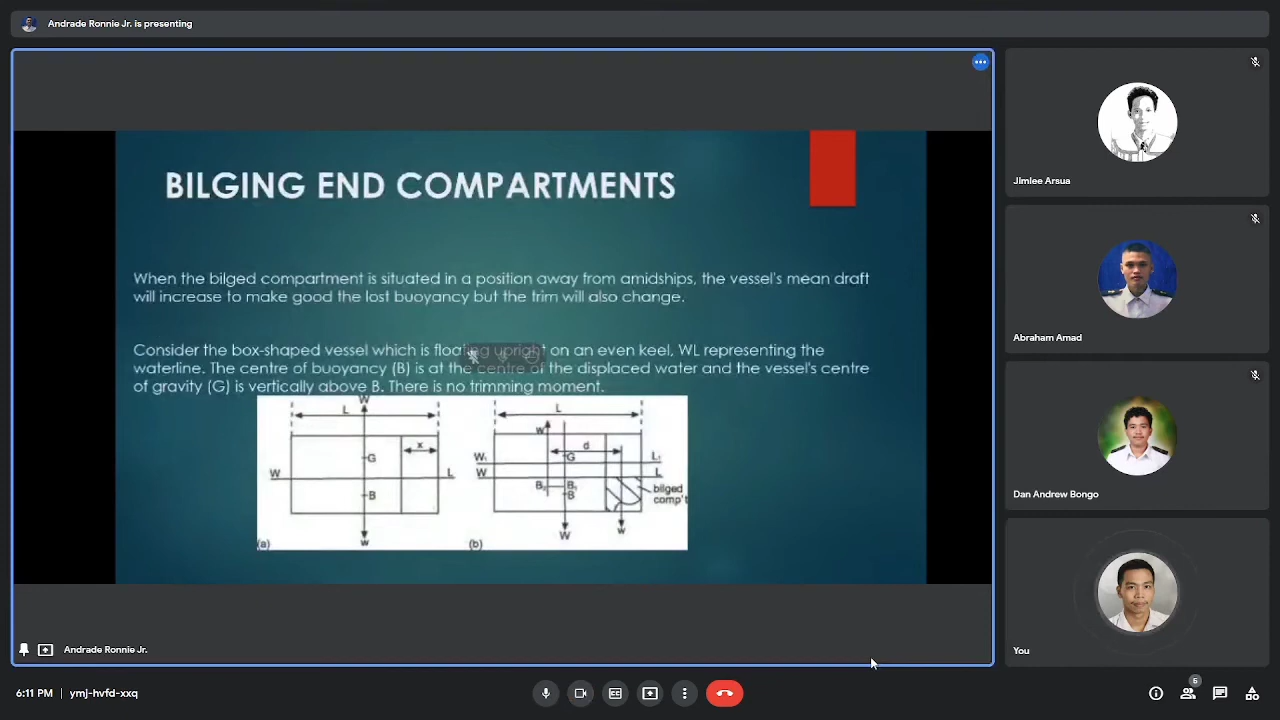 Andrade Ronnie Jr. is presenting
BILGING END COMPARTMENTS
When the bilged compartment is situated in a position away from amidships, the vessel's mean draft
will increase to make good the lost buoyancy but the trim will also change.
Consider the box-shaped vessel which is floating upright on an even keel, WL representing the
waterline. The centre of buoyancy (B) is at the centre of the displaced water and the vessel's centre
of gravity (G) is vertically above B. There is no trimming moment.
W
L
x
G
W
L
B
w
(a)
L
w
d
W₁
G
L₁
W
L
B₂
B₁
B
bilged
comp't
W
w
(b)
Andrade Ronnie Jr.
Jimlee Arsua
Abraham Amad
Dan Andrew Bongo
You
6:11 PM | ymj-hvfd-xxq
CC
6